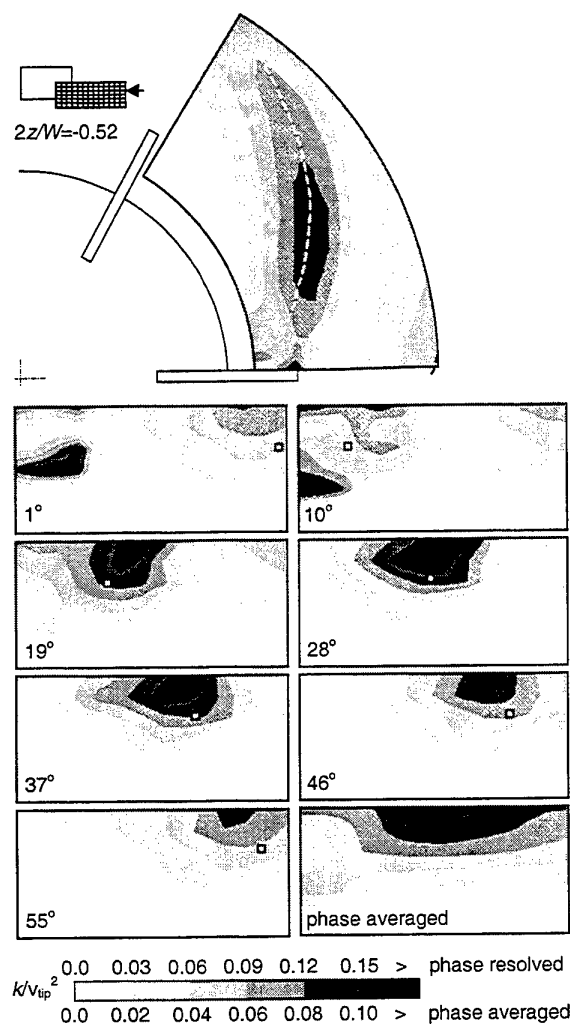 2z/W=-0.52
1° 10°
19° 28°
37° 46°
55° phase averaged
0.0 0.03 0.06 0.09 0.12 0.15 > phase resolved
k/v_tip²
0.0 0.02 0.04 0.06 0.08 0.10 > phase averaged